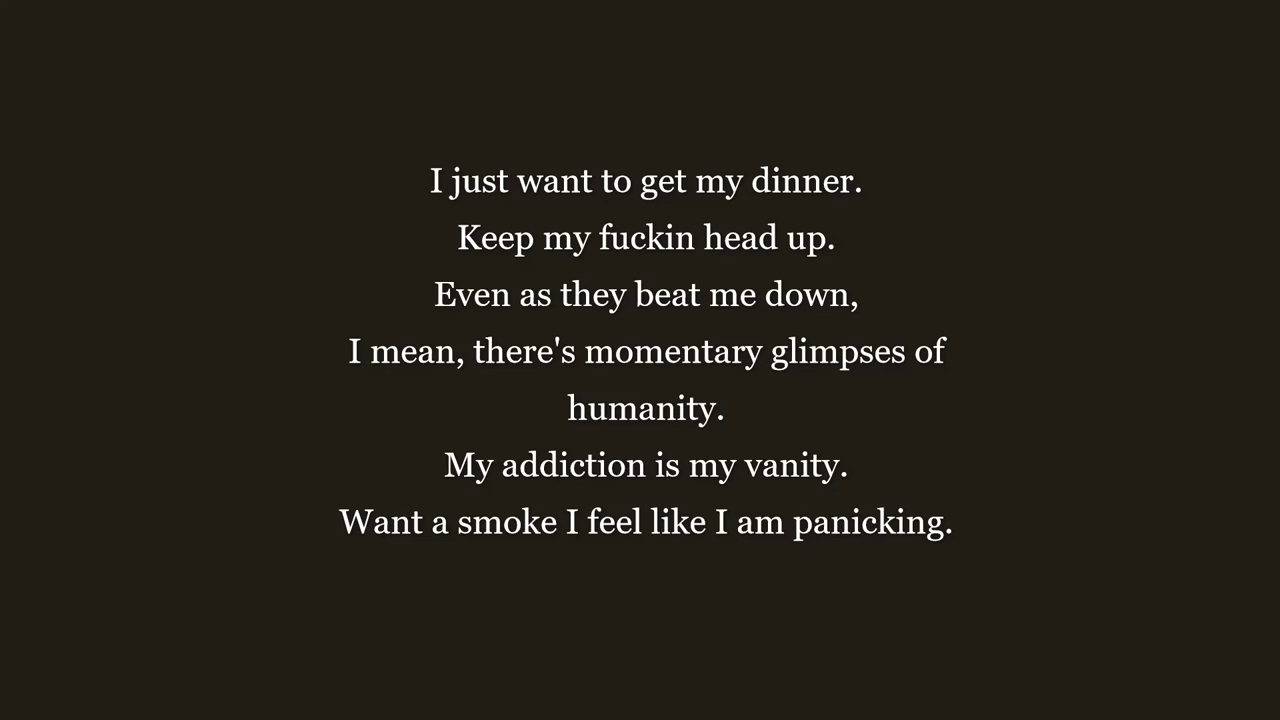 I just want to get my dinner.
Keep my fuckin head up.
Even as they beat me down,
I mean, there's momentary glimpses of
humanity.
My addiction is my vanity.
Want a smoke I feel like I am panicking.